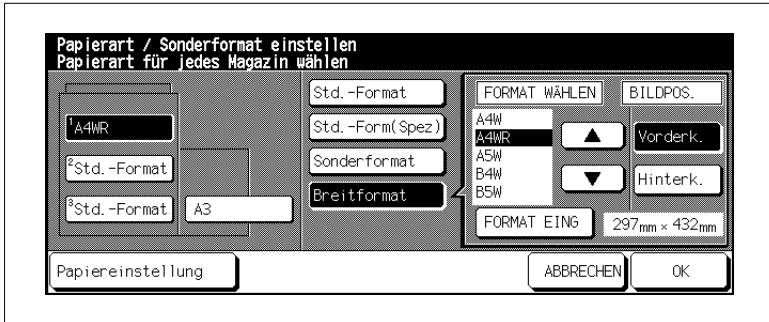 Papierart / Sonderformat einstellen
Papierart für jedes Magazin wählen
1A4WR
2Std.-Format
3Std.-Format
A3
Std.-Format
Std.-Form(Spez)
Sonderformat
Breitformat
FORMAT WÄHLEN
BILDPOS.
A4W
A4WR
A5W
B4W
B5W
▲
▼
Vorderk.
Hinterk.
FORMAT EING
297mm × 432mm
Papiereinstellung
ABBRECHEN
OK